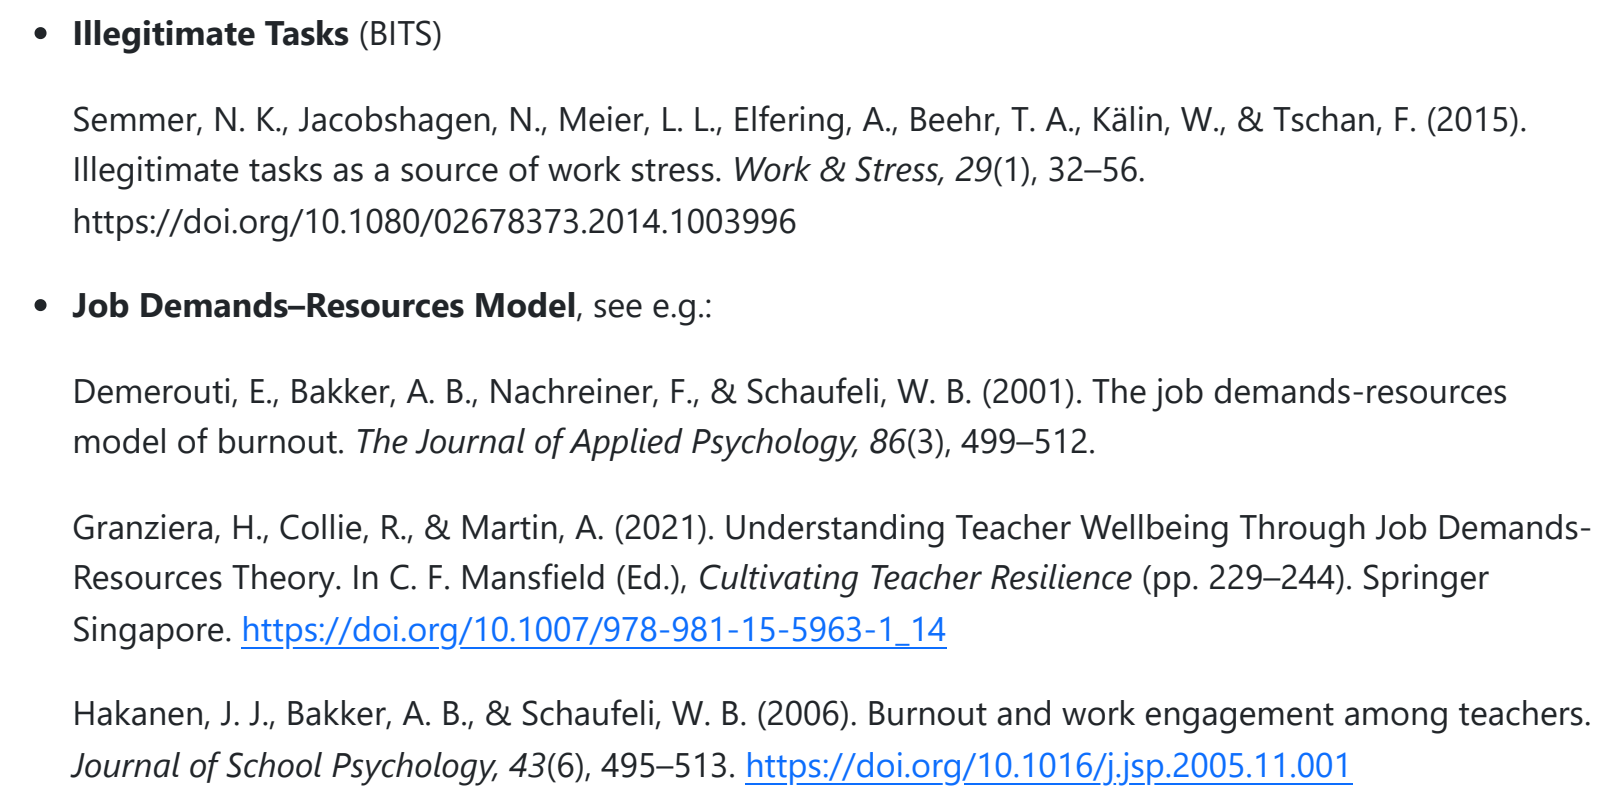 • Illegitimate Tasks (BITS)
Semmer, N. K., Jacobshagen, N., Meier, L. L., Elfering, A., Beehr, T. A., Kälin, W., & Tschan, F. (2015).
Illegitimate tasks as a source of work stress. Work & Stress, 29(1), 32–56.
https://doi.org/10.1080/02678373.2014.1003996
• Job Demands–Resources Model, see e.g.:
Demerouti, E., Bakker, A. B., Nachreiner, F., & Schaufeli, W. B. (2001). The job demands-resources
model of burnout. The Journal of Applied Psychology, 86(3), 499–512.
Granziera, H., Collie, R., & Martin, A. (2021). Understanding Teacher Wellbeing Through Job Demands-
Resources Theory. In C. F. Mansfield (Ed.), Cultivating Teacher Resilience (pp. 229–244). Springer
Singapore. https://doi.org/10.1007/978-981-15-5963-1_14
Hakanen, J. J., Bakker, A. B., & Schaufeli, W. B. (2006). Burnout and work engagement among teachers.
Journal of School Psychology, 43(6), 495–513. https://doi.org/10.1016/j.jsp.2005.11.001